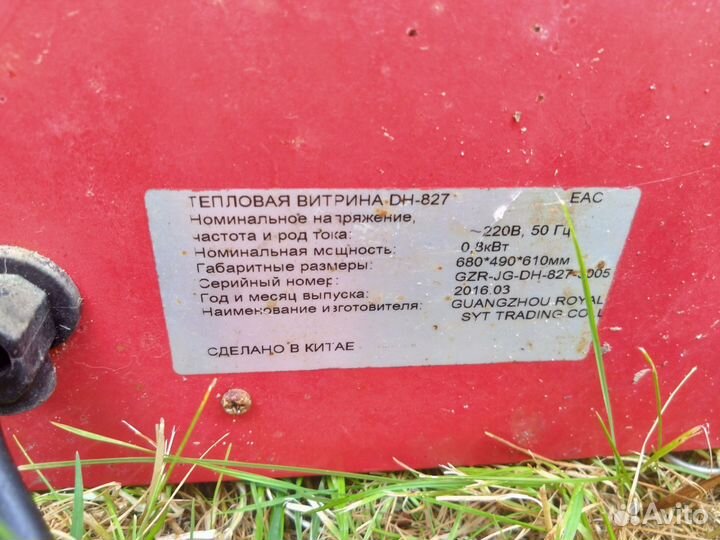 ТЕПЛОВАЯ ВИТРИНА DH-827 EAC
Номинальное напряжение,
частота и род тока: ~220В, 50 Гц
Номинальная мощность: 0,8кВт
Габаритные размеры: 680*490*610мм
Серийный номер: GZR-JG-DH-827-3005
Год и месяц выпуска: 2016.03
Наименование изготовителя: GUANGZHOU ROYAL
SYT TRADING CO.,L
СДЕЛАНО В КИТАЕ
Avito